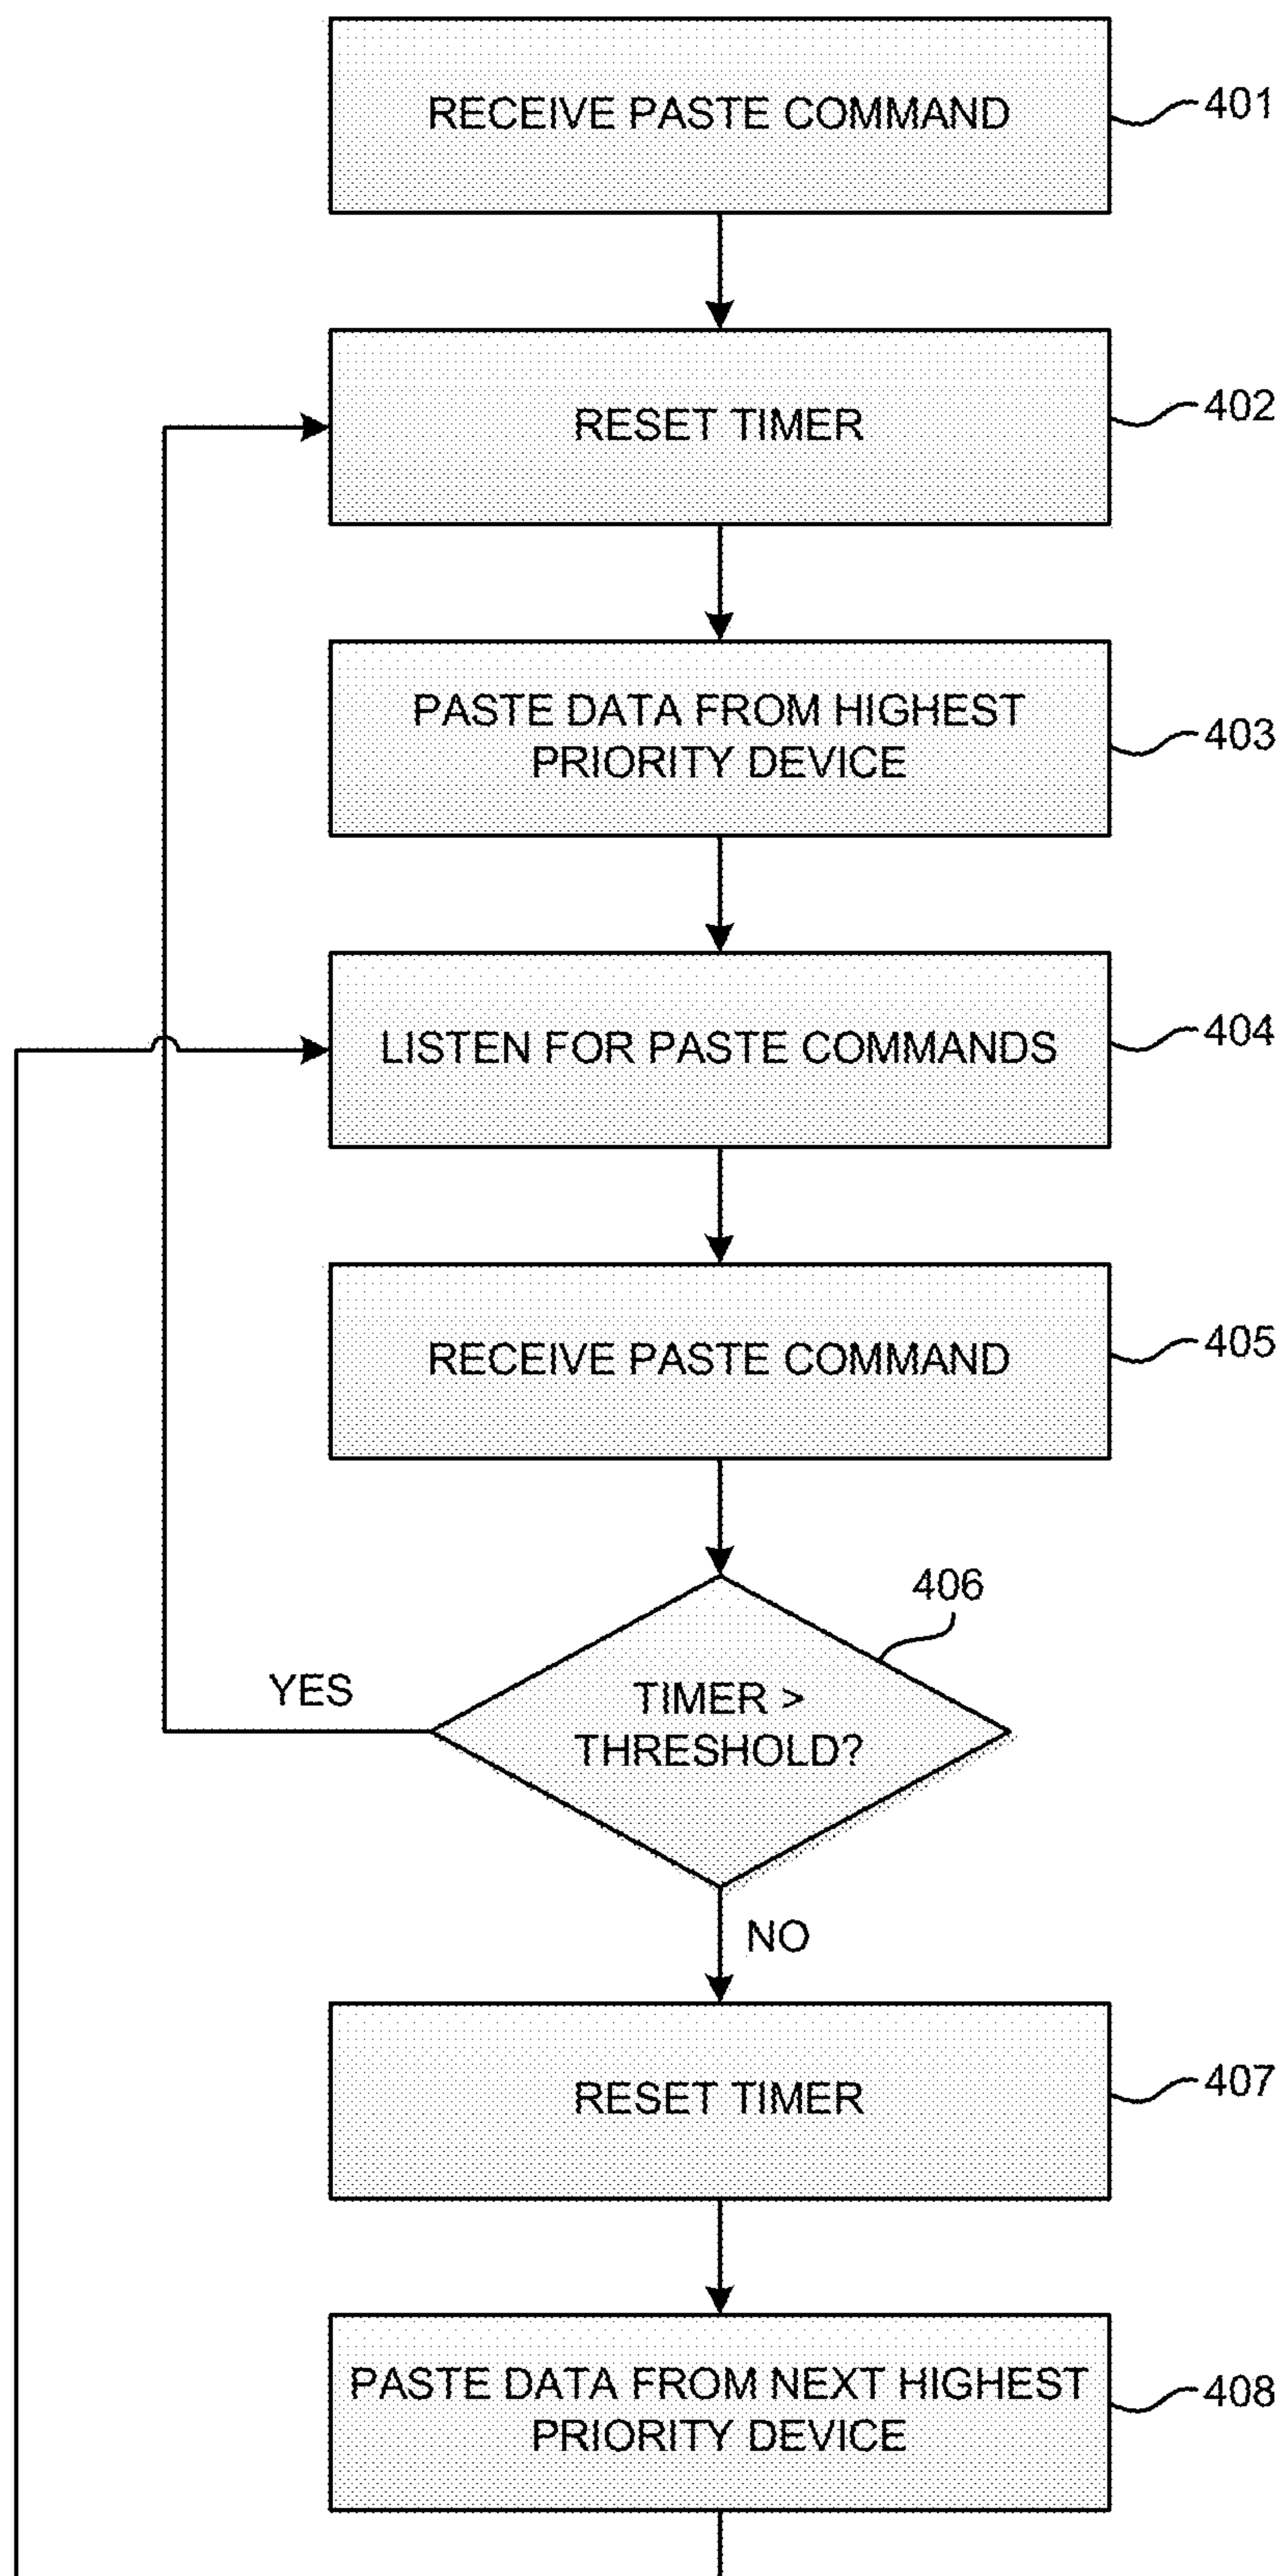 RECEIVE PASTE COMMAND
401
RESET TIMER
402
PASTE DATA FROM HIGHEST
PRIORITY DEVICE
403
LISTEN FOR PASTE COMMANDS
404
RECEIVE PASTE COMMAND
405
406
TIMER >
THRESHOLD?
YES
NO
RESET TIMER
407
PASTE DATA FROM NEXT HIGHEST
PRIORITY DEVICE
408